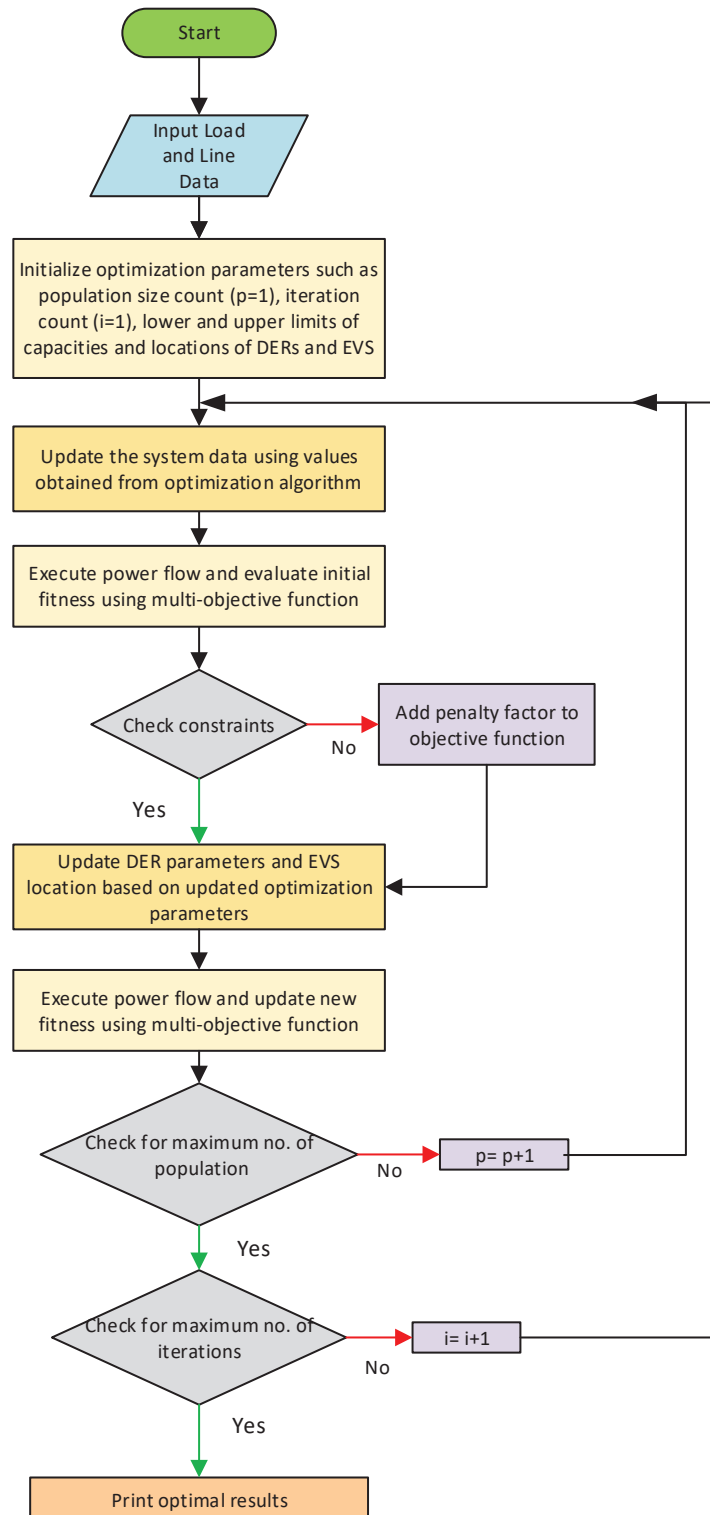 Start
Input Load
and Line
Data
Initialize optimization parameters such as
population size count (p=1), iteration
count (i=1), lower and upper limits of
capacities and locations of DERs and EVS
Update the system data using values
obtained from optimization algorithm
Execute power flow and evaluate initial
fitness using multi-objective function
Check constraints
No
Add penalty factor to
objective function
Yes
Update DER parameters and EVS
location based on updated optimization
parameters
Execute power flow and update new
fitness using multi-objective function
Check for maximum no. of
population
No
p= p+1
Yes
Check for maximum no. of
iterations
No
i= i+1
Yes
Print optimal results